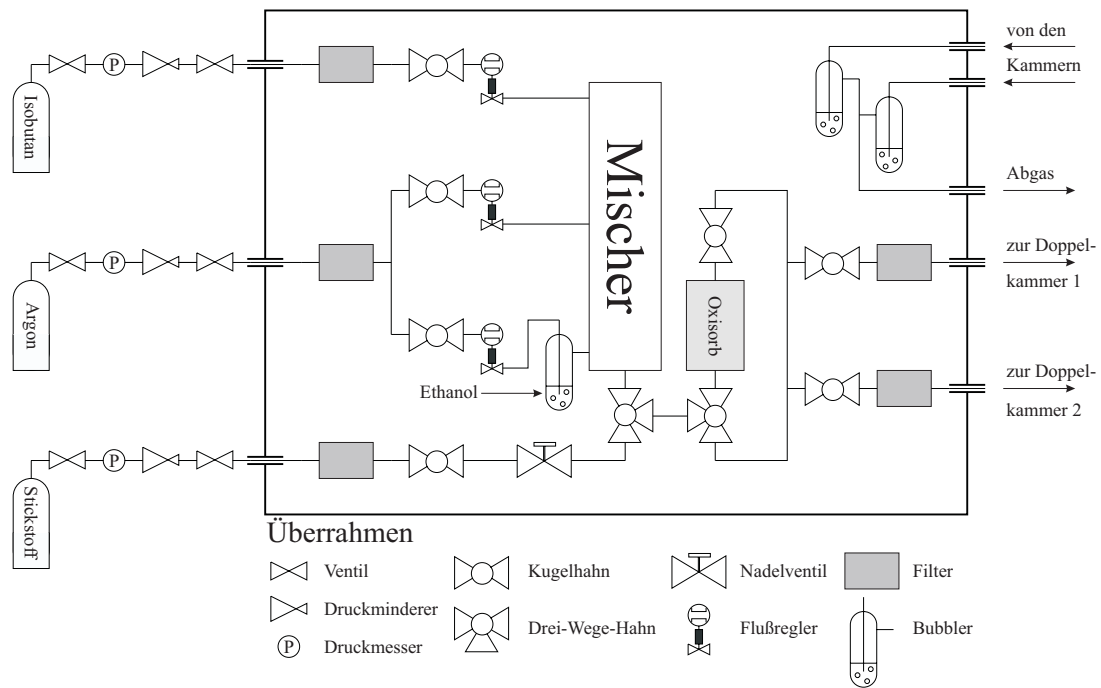 von den
Kammern
Isobutan
P
Mischer
Abgas
Argon
P
zur Doppel-
kammer 1
Oxisorb
Ethanol
zur Doppel-
kammer 2
Stickstoff
P
Überrahmen
Ventil
Kugelhahn
Nadelventil
Filter
Druckminderer
Drei-Wege-Hahn
Flußregler
Bubbler
P
Druckmesser